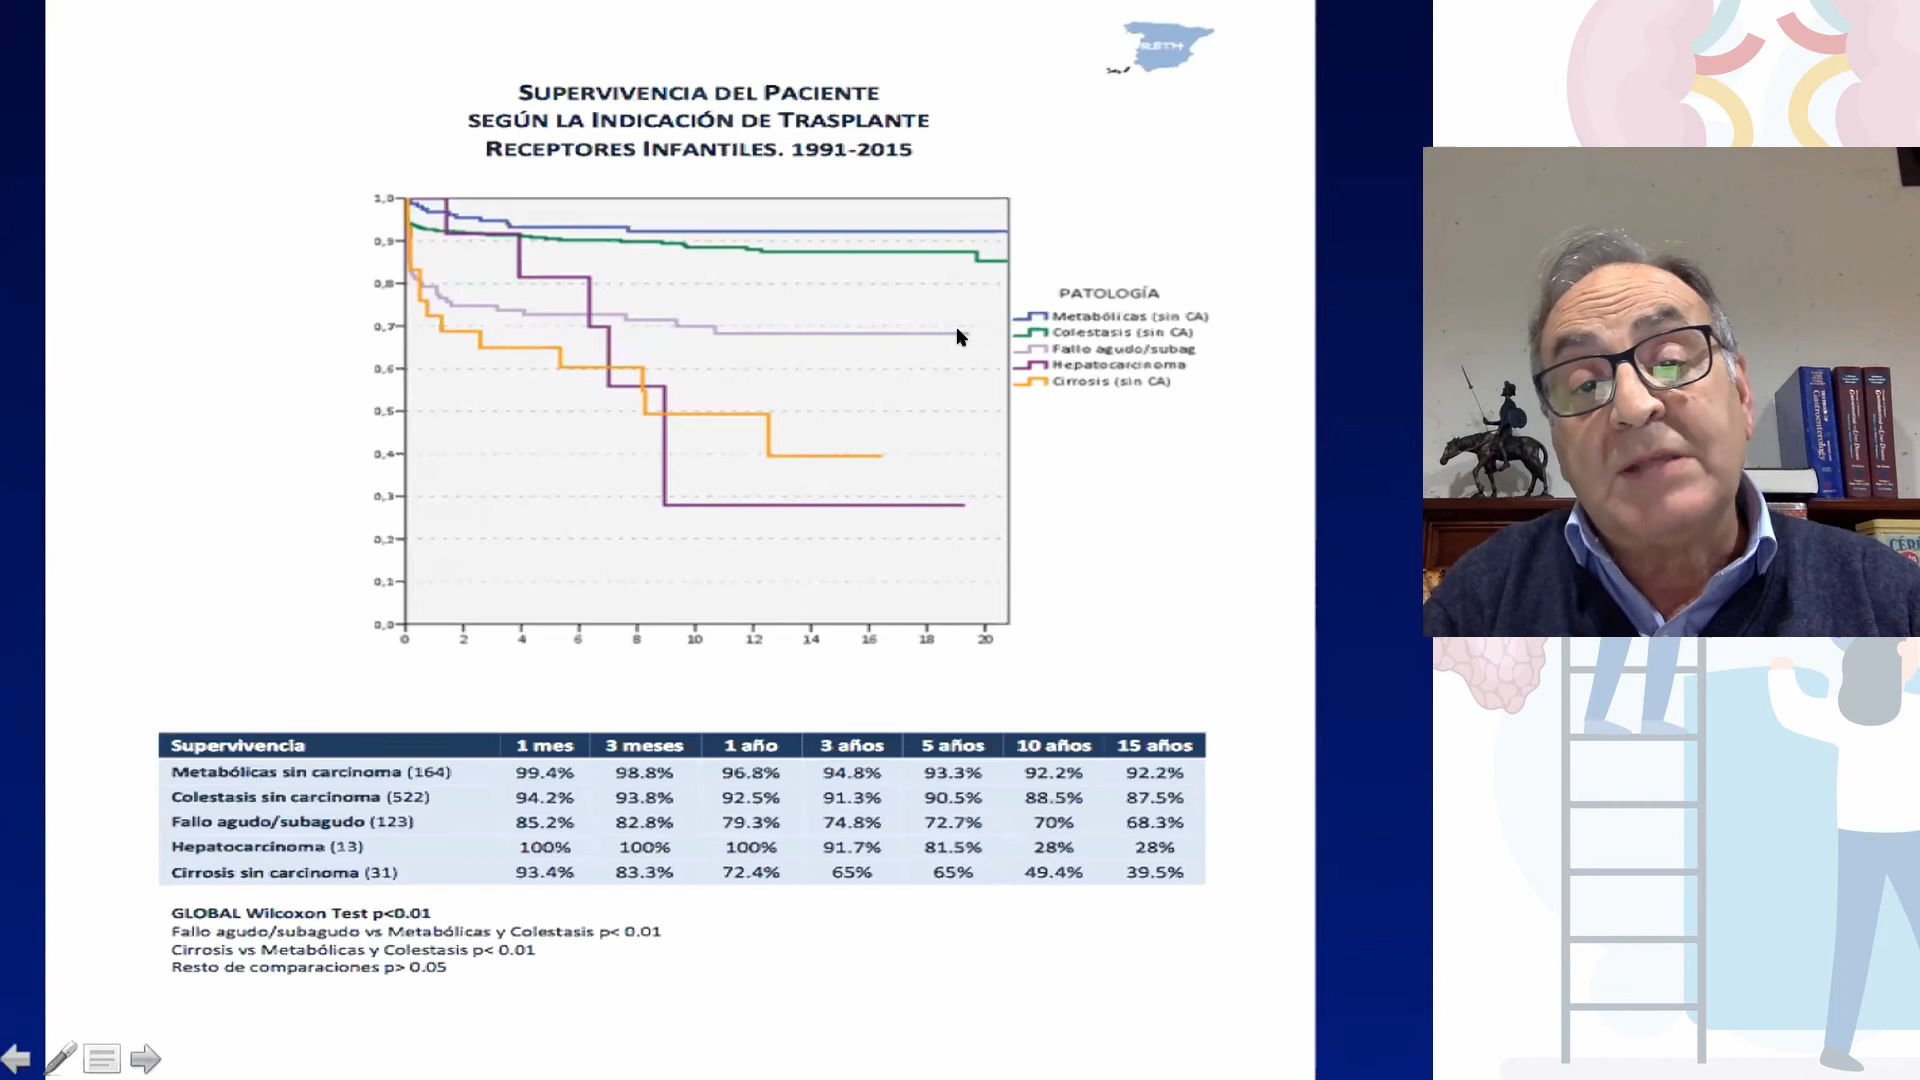 RETH
SUPERVIVENCIA DEL PACIENTE
SEGÚN LA INDICACIÓN DE TRASPLANTE
RECEPTORES INFANTILES. 1991-2015
1,0
0,9
0,8
0,7
0,6
0,5
0,4
0,3
0,2
0,1
0,0
0 2 4 6 8 10 12 14 16 18 20
PATOLOGÍA
Metabólicas (sin CA)
Colestasis (sin CA)
Fallo agudo/subag
Hepatocarcinoma
Cirrosis (sin CA)
Supervivencia 1 mes 3 meses 1 año 3 años 5 años 10 años 15 años
Metabólicas sin carcinoma (164) 99.4% 98.8% 96.8% 94.8% 93.3% 92.2% 92.2%
Colestasis sin carcinoma (522) 94.2% 93.8% 92.5% 91.3% 90.5% 88.5% 87.5%
Fallo agudo/subagudo (123) 85.2% 82.8% 79.3% 74.8% 72.7% 70% 68.3%
Hepatocarcinoma (13) 100% 100% 100% 91.7% 81.5% 28% 28%
Cirrosis sin carcinoma (31) 93.4% 83.3% 72.4% 65% 65% 49.4% 39.5%
GLOBAL Wilcoxon Test p<0.01
Fallo agudo/subagudo vs Metabólicas y Colestasis p< 0.01
Cirrosis vs Metabólicas y Colestasis p< 0.01
Resto de comparaciones p> 0.05
Gastroenterology